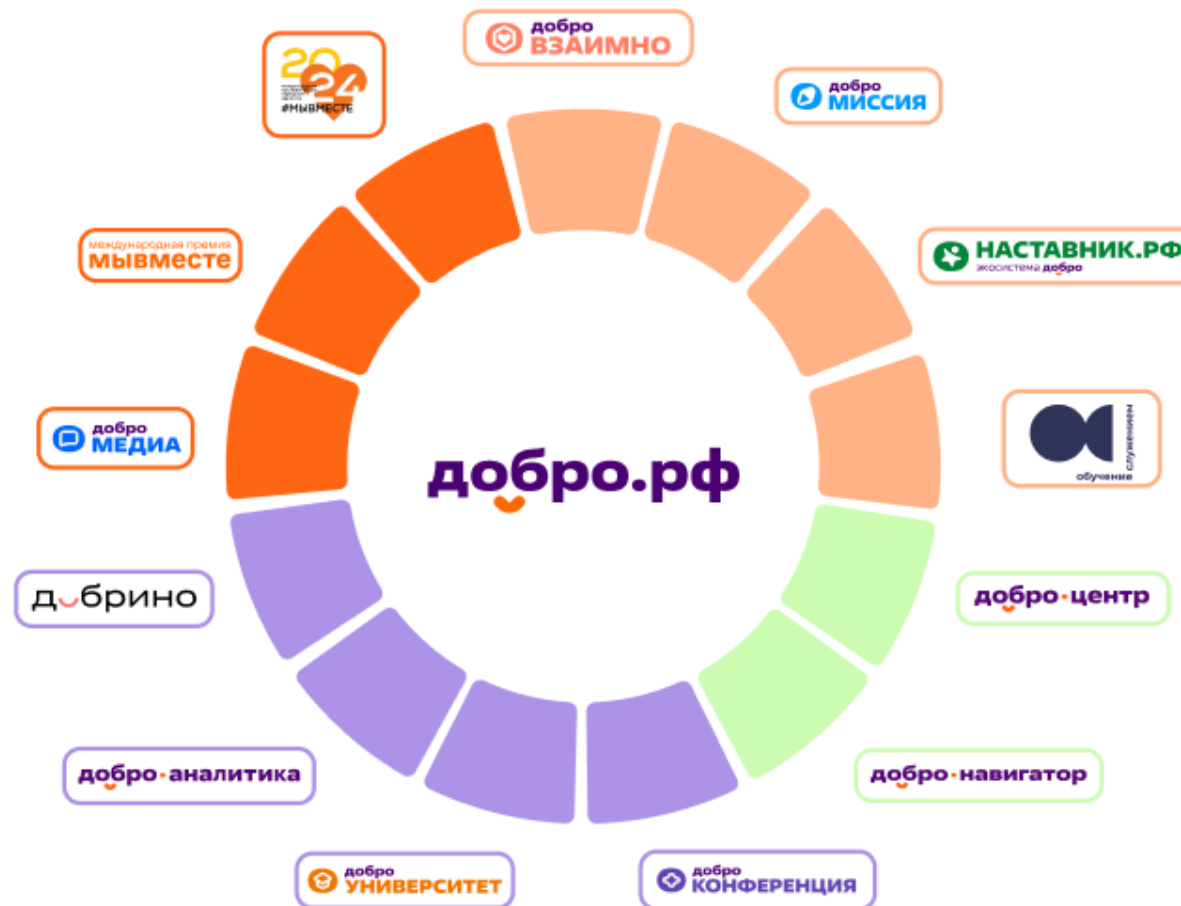 добро
ВЗАИМНО
добро
МИССИЯ
НАСТАВНИК.РФ
экосистема добро
обучение
служением
добро·центр
добро·навигатор
добро
КОНФЕРЕНЦИЯ
добро
УНИВЕРСИТЕТ
добро·аналитика
добрино
добро
МЕДИА
международная премия
МЫВМЕСТЕ
2024
#МЫВМЕСТЕ
добро.рф